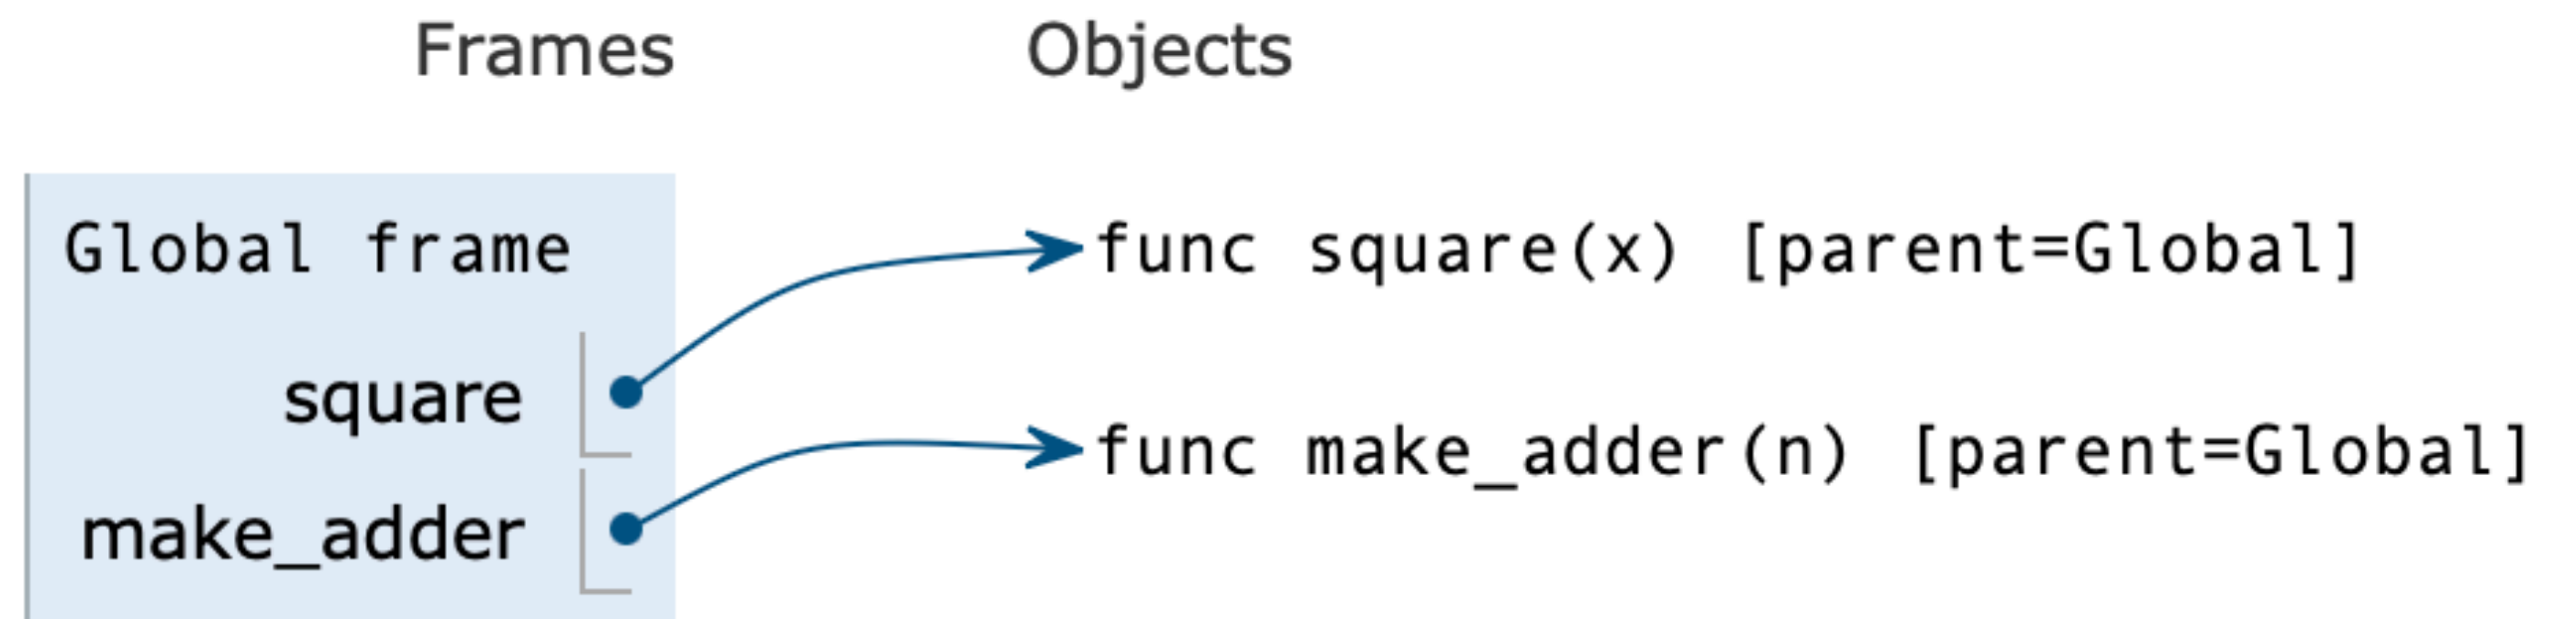 Frames Objects
Global frame
func square(x) [parent=Global]
square
func make_adder(n) [parent=Global]
make_adder